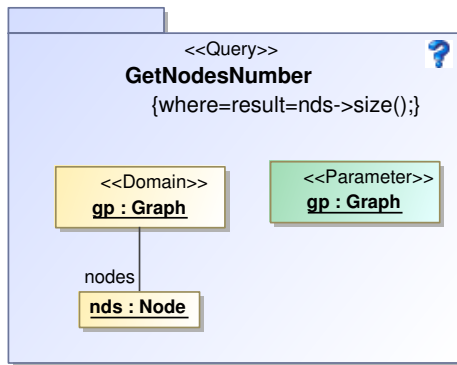 <<Query>>
GetNodesNumber
{where=result=nds->size();}
<<Domain>>
gp : Graph
<<Parameter>>
gp : Graph
nodes
nds : Node